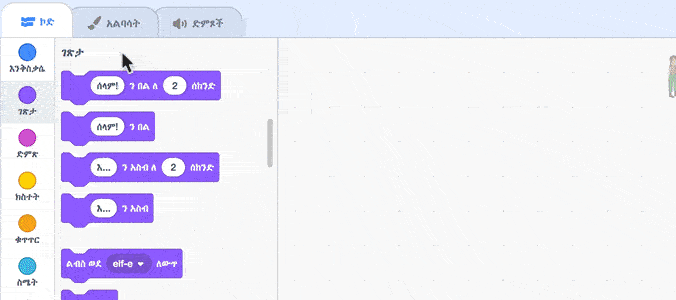 ኮድ
አልባሳት
ድምጾች
እንቅስቃሴ
ገጽታ
ድምጽ
ክስተት
ቁጥጥር
ስሜት
ገጽታ
ሰላም! ን በል ለ 2 ሰከንድ
ሰላም! ን በል
እ... ን አስብ ለ 2 ሰከንድ
እ... ን አስብ
ልብስ ወደ elf-e ለውጥ